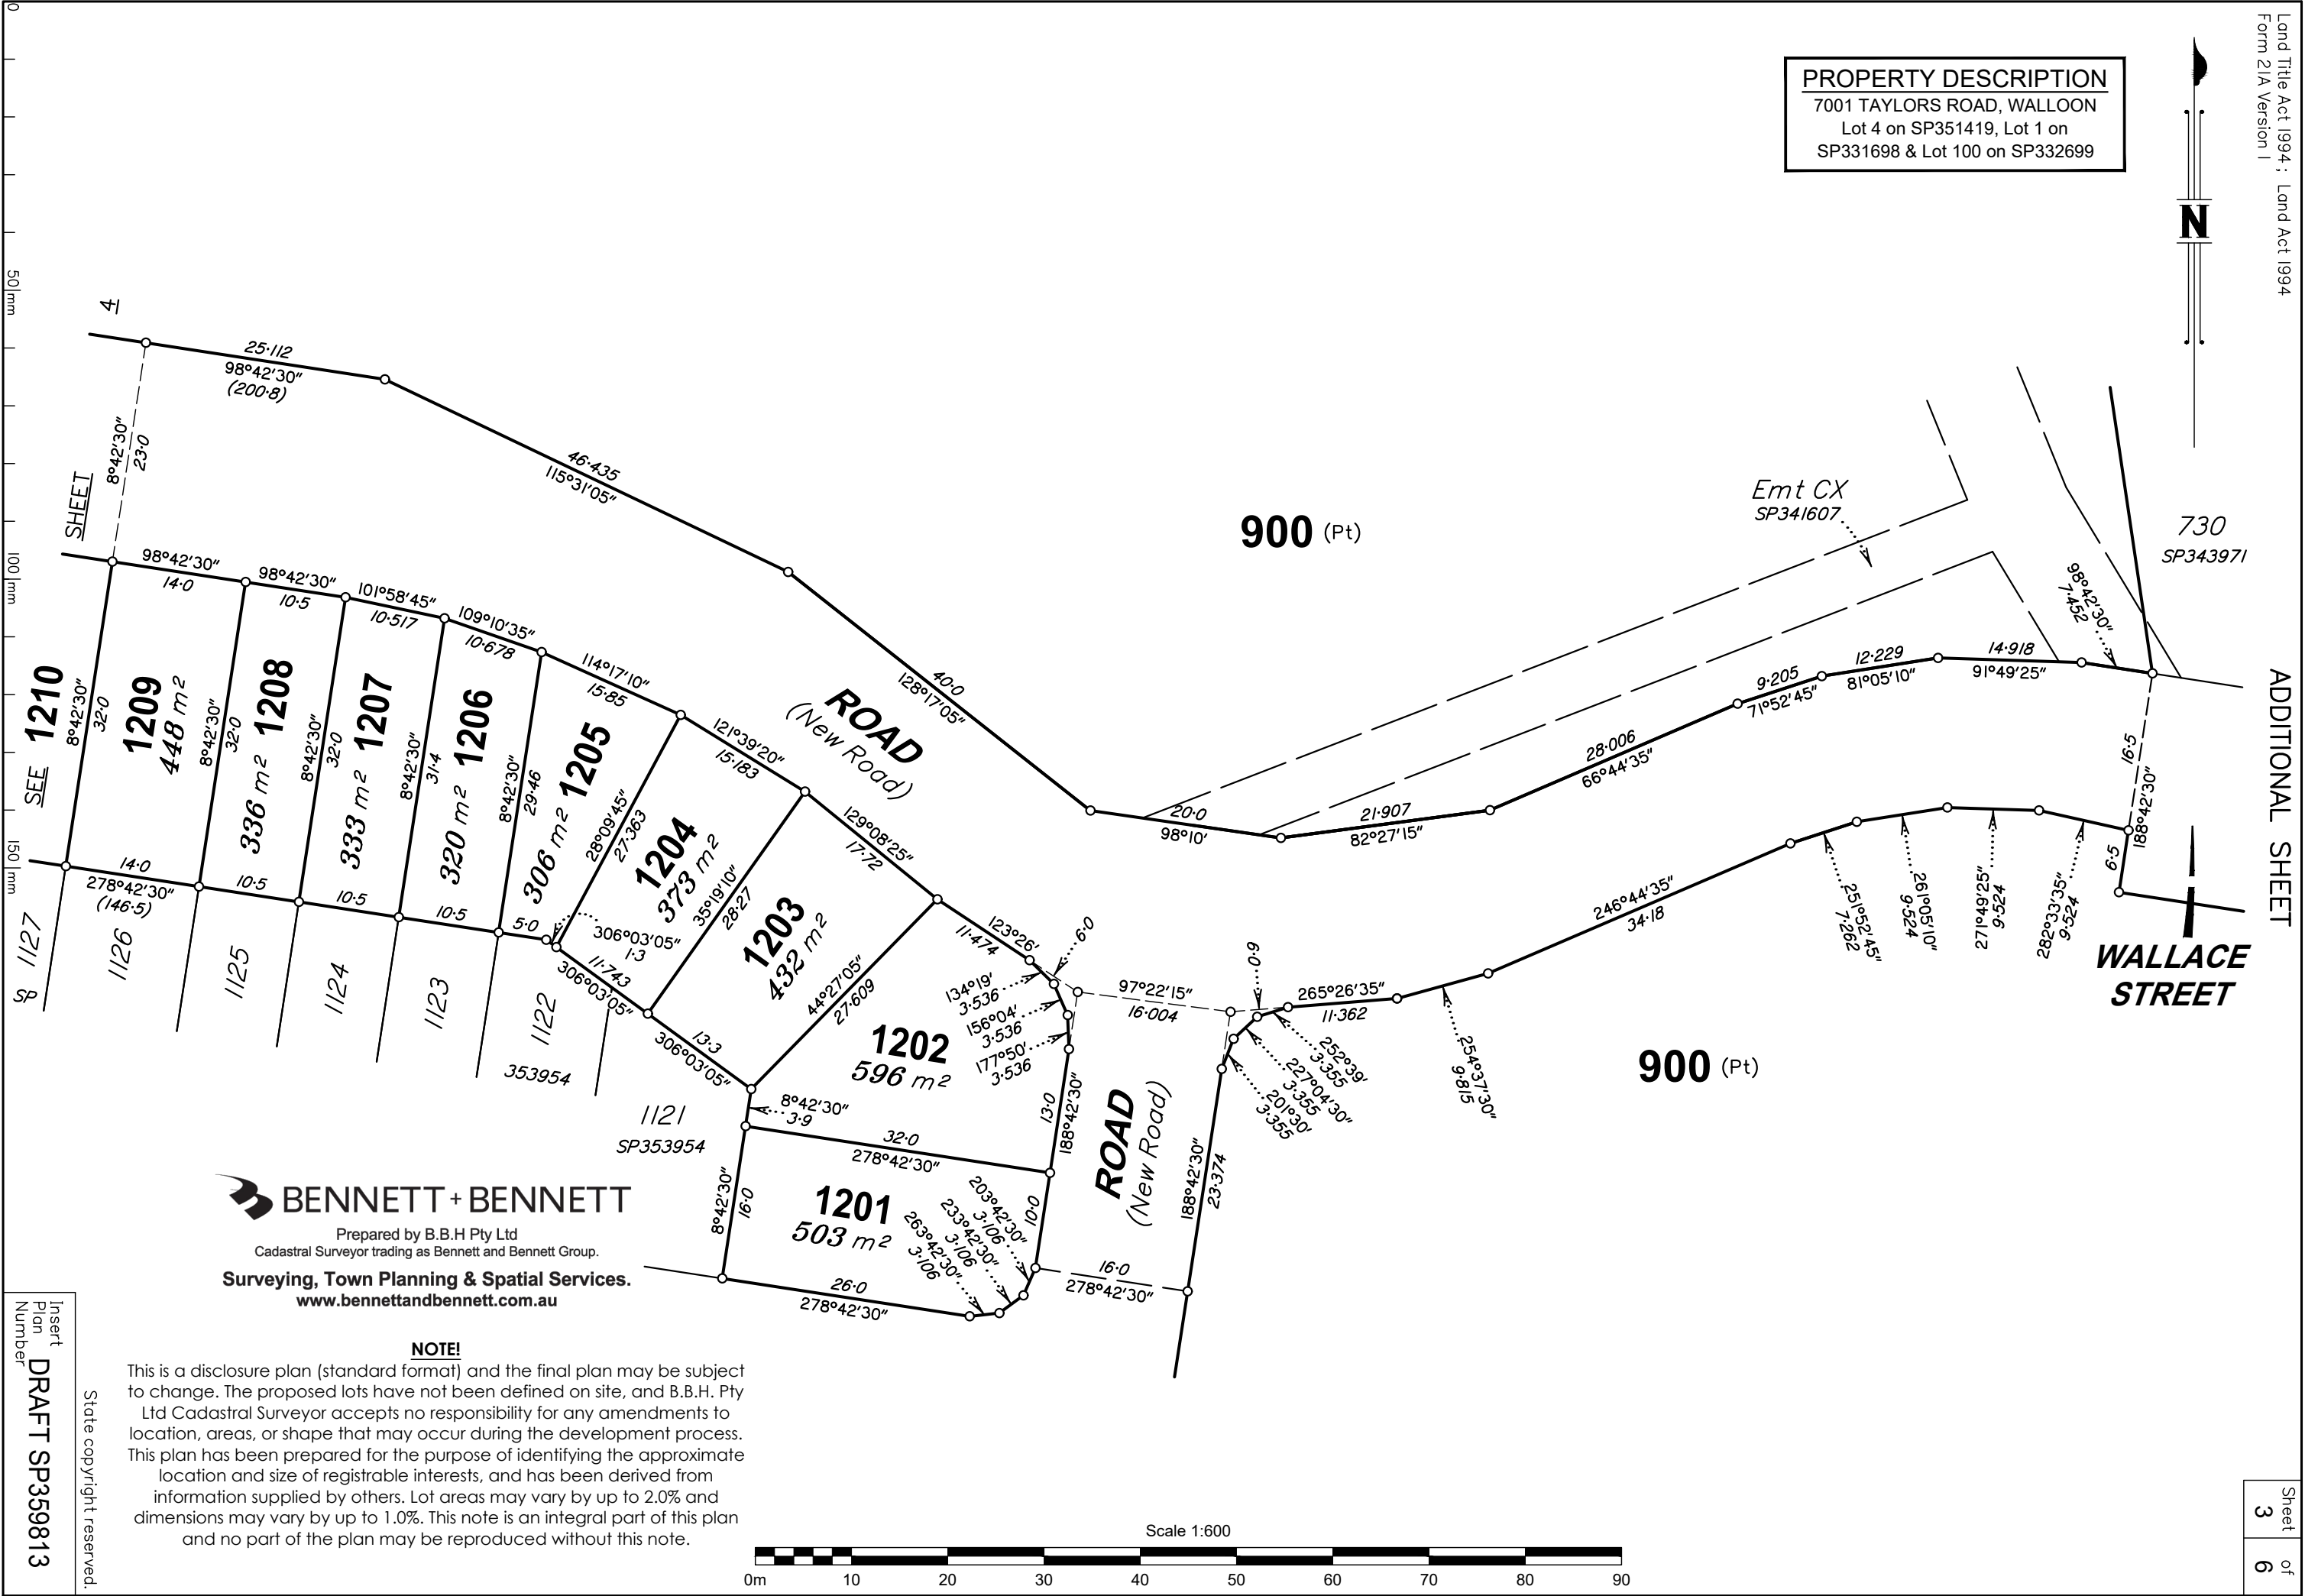 Land Title Act 1994 ; Land Act 1994
Form 21A Version 1
PROPERTY DESCRIPTION
7001 TAYLORS ROAD, WALLOON
Lot 4 on SP351419, Lot 1 on
SP331698 & Lot 100 on SP332699
N
0
50 mm
100 mm
150 mm
ADDITIONAL SHEET
SEE SHEET 4
25·112
98°42'30"
(200·8)
8°42'30"
23·0
46·435
115°31'05"
40·0
128°17'05"
900 (Pt)
Emt CX
SP341607
730
SP343971
98°42'30"
7·452
14·918
91°49'25"
12·229
81°05'10"
9·205
71°52'45"
28·006
66°44'35"
21·907
82°27'15"
20·0
98°10'
16·5
188°42'30"
6·5
WALLACE
STREET
98°42'30"
14·0
98°42'30"
10·5
101°58'45"
10·517
109°10'35"
10·678
114°17'10"
15·85
121°39'20"
15·183
129°08'25"
17·72
123°26'
11·474
6·0
ROAD
(New Road)
1210
8°42'30"
32·0
1209
448 m²
8°42'30"
32·0
1208
336 m²
8°42'30"
32·0
1207
333 m²
8°42'30"
31·4
1206
320 m²
8°42'30"
29·46
1205
306 m²
28°09'45"
27·363
1204
373 m²
35°19'10"
28·27
1203
432 m²
44°27'05"
27·609
1202
596 m²
134°19'
3·536
156°04'
3·536
177°50'
3·536
14·0
278°42'30"
(146·5)
10·5
10·5
10·5
5·0
306°03'05"
1·3
11·743
306°03'05"
13·3
306°03'05"
1127
SP
1126
1125
1124
1123
1122
353954
1121
SP353954
8°42'30"
3·9
32·0
278°42'30"
13·0
188°42'30"
97°22'15"
16·004
6·0
265°26'35"
11·362
254°37'30"
9·815
246°44'35"
34·18
251°52'45"
7·262
261°05'10"
9·524
271°49'25"
9·524
282°33'35"
9·524
252°39'
3·355
227°04'30"
3·355
201°30'
3·355
900 (Pt)
ROAD
(New Road)
188°42'30"
23·374
1201
503 m²
8°42'30"
16·0
10·0
203°42'30"
3·106
233°42'30"
3·106
263°42'30"
3·106
26·0
278°42'30"
16·0
278°42'30"
BENNETT + BENNETT
Prepared by B.B.H Pty Ltd
Cadastral Surveyor trading as Bennett and Bennett Group.
Surveying, Town Planning & Spatial Services.
www.bennettandbennett.com.au
NOTE!
This is a disclosure plan (standard format) and the final plan may be subject
to change. The proposed lots have not been defined on site, and B.B.H. Pty
Ltd Cadastral Surveyor accepts no responsibility for any amendments to
location, areas, or shape that may occur during the development process.
This plan has been prepared for the purpose of identifying the approximate
location and size of registrable interests, and has been derived from
information supplied by others. Lot areas may vary by up to 2.0% and
dimensions may vary by up to 1.0%. This note is an integral part of this plan
and no part of the plan may be reproduced without this note.
Scale 1:600
0m 10 20 30 40 50 60 70 80 90
State copyright reserved.
Insert
Plan
Number
DRAFT SP359813
Sheet of
3 6